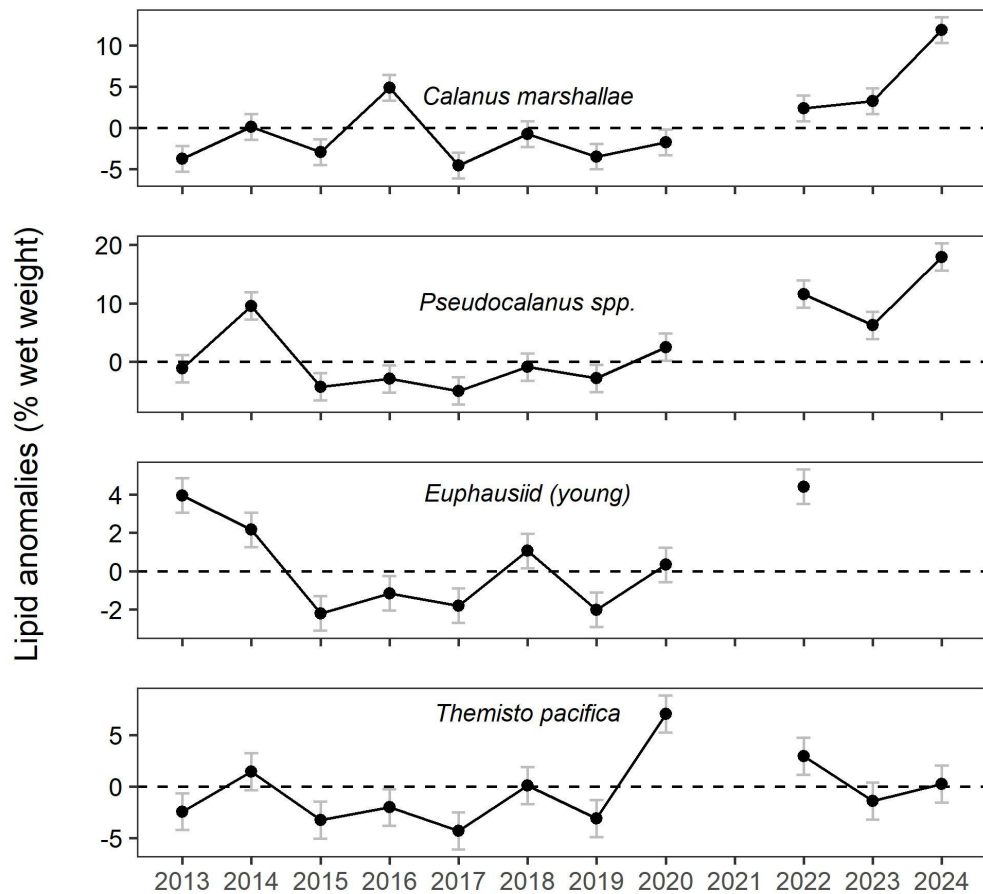 Lipid anomalies (% wet weight)
Calanus marshallae
10
5
0
-5
Pseudocalanus spp.
20
10
0
Euphausiid (young)
4
2
0
-2
Themisto pacifica
5
0
-5
2013 2014 2015 2016 2017 2018 2019 2020 2021 2022 2023 2024